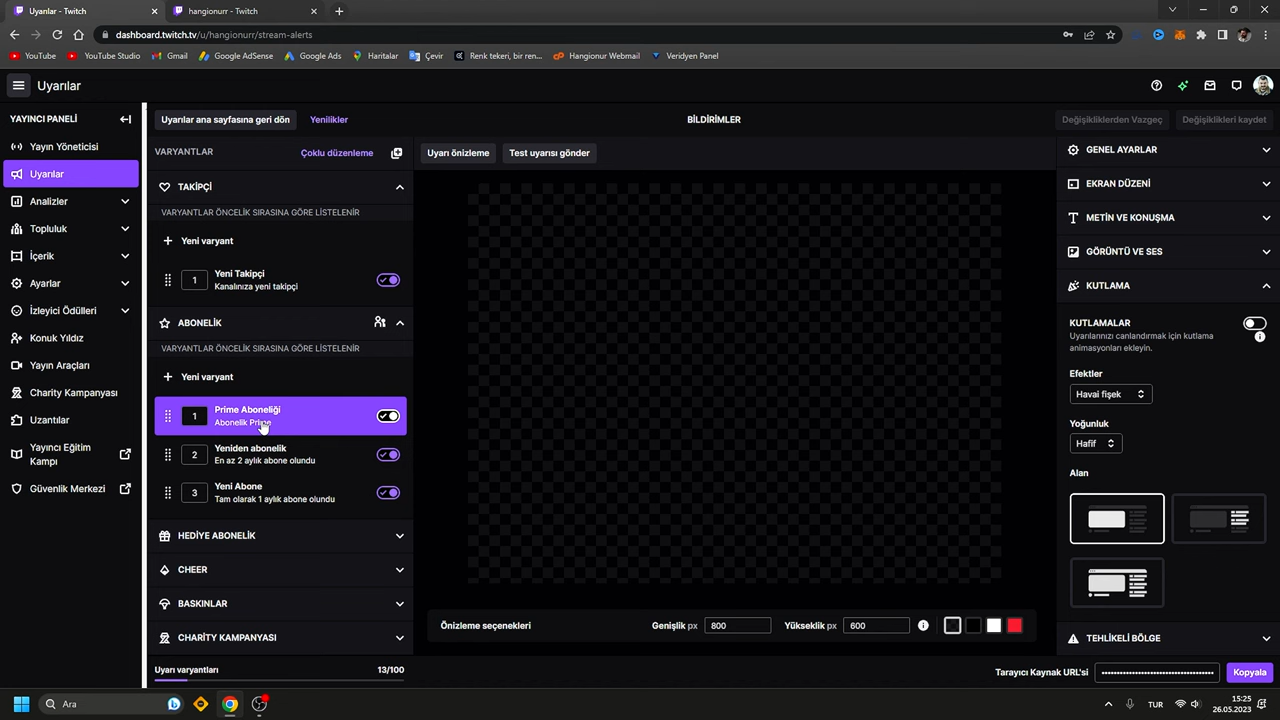 Uyarılar - Twitch
hangionurr - Twitch
dashboard.twitch.tv/u/hangionurr/stream-alerts
YouTube
YouTube Studio
Gmail
Google AdSense
Google Ads
Haritalar
Çevir
Renk tekeri, bir ren...
Hangionur Webmail
Veridyen Panel
Uyarılar
YAYINCI PANELİ
Yayın Yöneticisi
Uyarılar
Analizler
Topluluk
İçerik
Ayarlar
İzleyici Ödülleri
Konuk Yıldız
Yayın Araçları
Charity Kampanyası
Uzantılar
Yayıncı Eğitim
Kampı
Güvenlik Merkezi
Uyarılar ana sayfasına geri dön
Yenilikler
BİLDİRİMLER
Değişikliklerden Vazgeç
Değişiklikleri kaydet
VARYANTLAR
Çoklu düzenleme
TAKİPÇİ
VARYANTLAR ÖNCELİK SIRASINA GÖRE LİSTELENİR
Yeni varyant
1
Yeni Takipçi
Kanalınıza yeni takipçi
ABONELİK
VARYANTLAR ÖNCELİK SIRASINA GÖRE LİSTELENİR
Yeni varyant
1
Prime Aboneliği
Abonelik Prime
2
Yeniden abonelik
En az 2 aylık abone olundu
3
Yeni Abone
Tam olarak 1 aylık abone olundu
HEDİYE ABONELİK
CHEER
BASKINLAR
CHARITY KAMPANYASI
Uyarı varyantları
13/100
Uyarı önizleme
Test uyarısı gönder
Önizleme seçenekleri
Genişlik px
800
Yükseklik px
600
GENEL AYARLAR
EKRAN DÜZENİ
METİN VE KONUŞMA
GÖRÜNTÜ VE SES
KUTLAMA
KUTLAMALAR
Uyarılarınızı canlandırmak için kutlama
animasyonları ekleyin.
Efektler
Havai fişek
Yoğunluk
Hafif
Alan
TEHLİKELİ BÖLGE
Tarayıcı Kaynak URL'si
Kopyala
Ara
TUR
15:25
26.05.2023